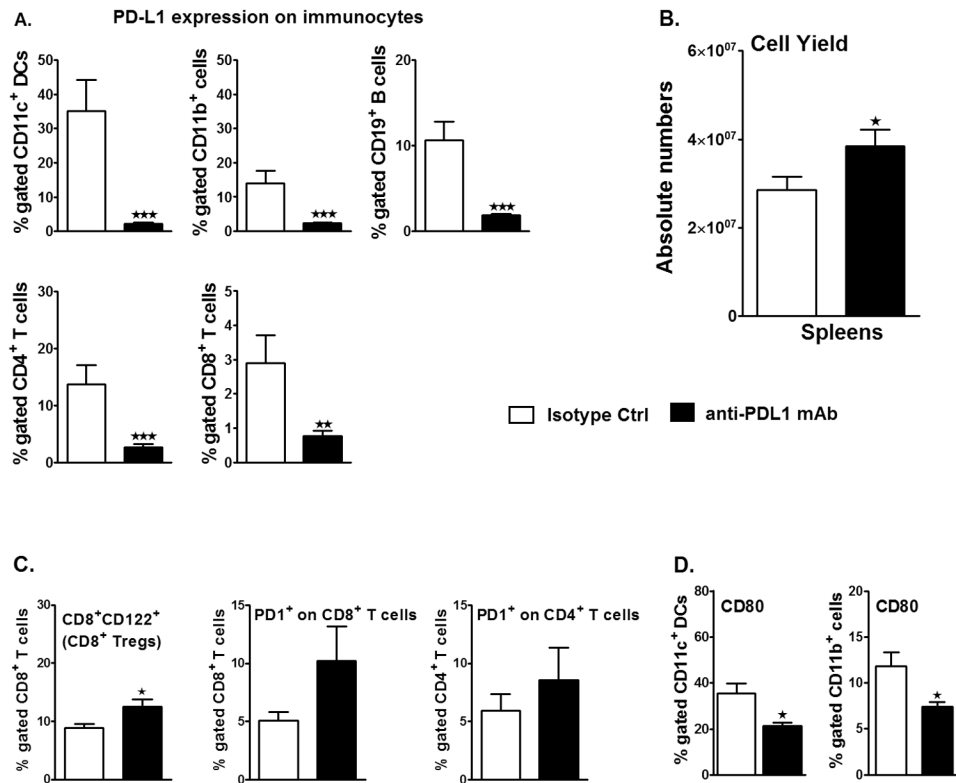 A.
PD-L1 expression on immunocytes
% gated CD11c⁺ DCs
50
40
30
20
10
0
★★★
% gated CD11b⁺ cells
50
40
30
20
10
0
★★★
% gated CD19⁺ B cells
20
10
0
★★★
% gated CD4⁺ T cells
30
20
10
0
★★★
% gated CD8⁺ T cells
5
4
3
2
1
0
★★
B.
Cell Yield
Absolute numbers
6×10⁰⁷
4×10⁰⁷
2×10⁰⁷
0
★
Spleens
Isotype Ctrl
anti-PDL1 mAb
C.
% gated CD8⁺ T cells
30
20
10
0
CD8⁺CD122⁺
(CD8⁺ Tregs)
★
% gated CD8⁺ T cells
15
10
5
0
PD1⁺ on CD8⁺ T cells
% gated CD4⁺ T cells
15
10
5
0
PD1⁺ on CD4⁺ T cells
D.
% gated CD11c⁺ DCs
80
60
40
20
0
CD80
★
% gated CD11b⁺ cells
20
15
10
5
0
CD80
★